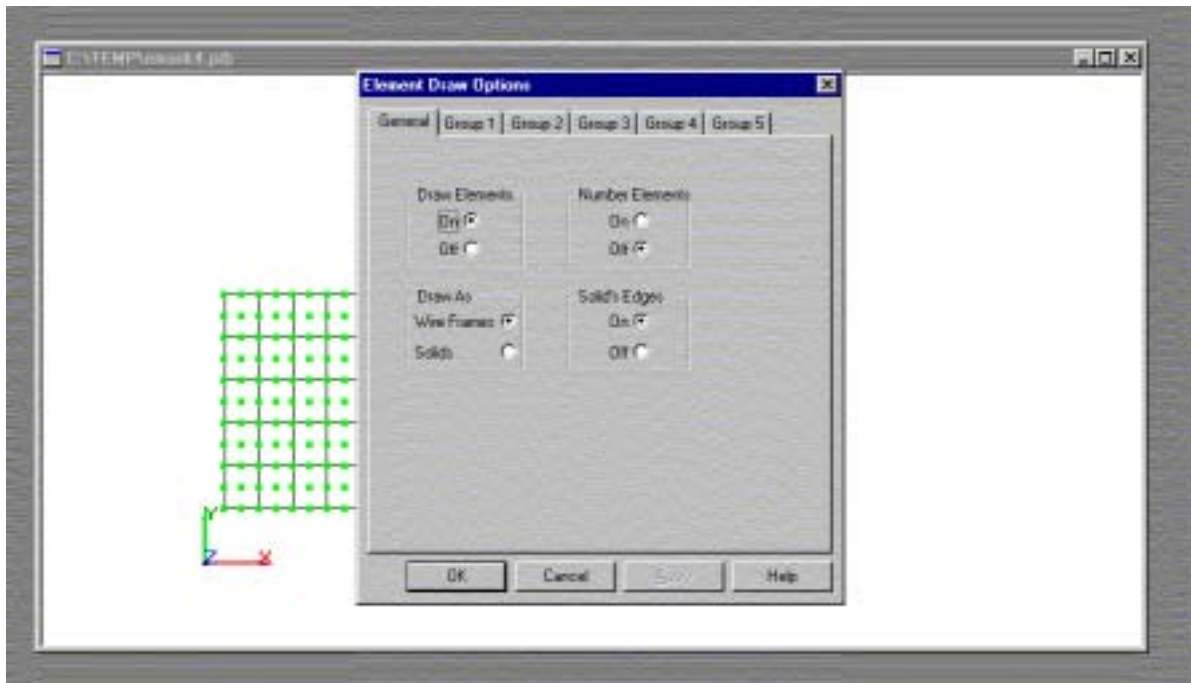 Element Draw Options
General Group 1 Group 2 Group 3 Group 4 Group 5
Draw Elements
On
Off
Number Elements
On
Off
Draw As
Wire Frames
Solids
Solid's Edges
On
Off
Y
Z X
OK Cancel Help